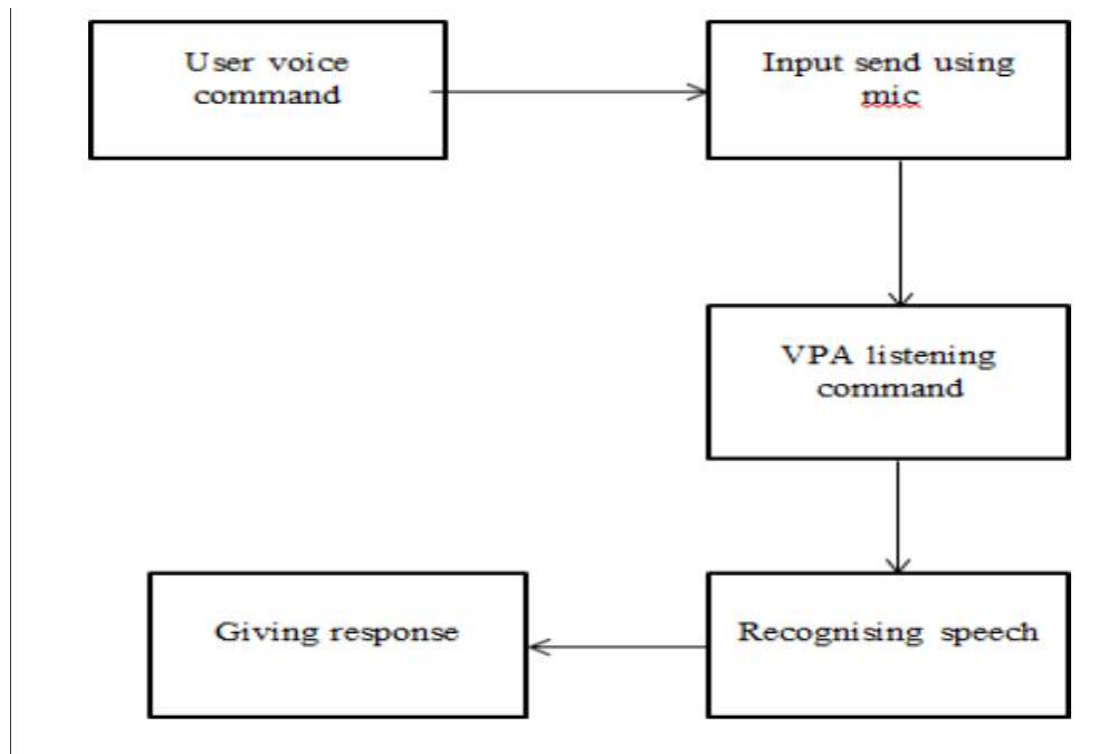 User voice
command
Input send using
mic
VPA listening
command
Recognising speech
Giving response